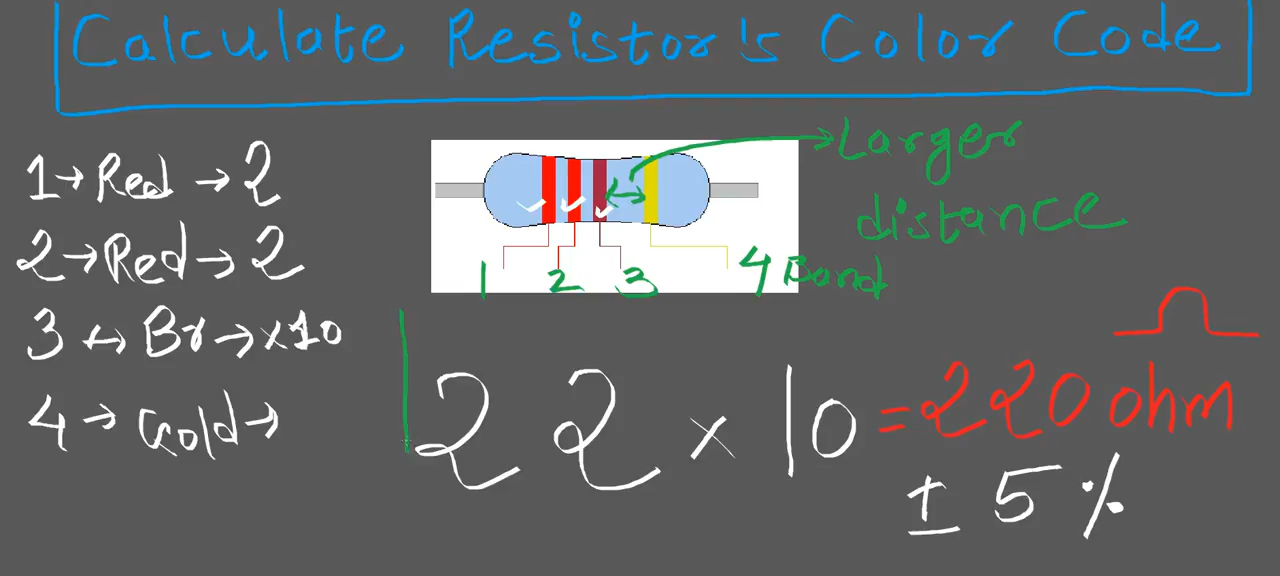 Calculate Resistor's Color Code
1→Red→2
2→Red→2
3↔Br→×10
4→Gold→
Larger
distance
1 2 3 4 Band
22×10=220 ohm
± 5%